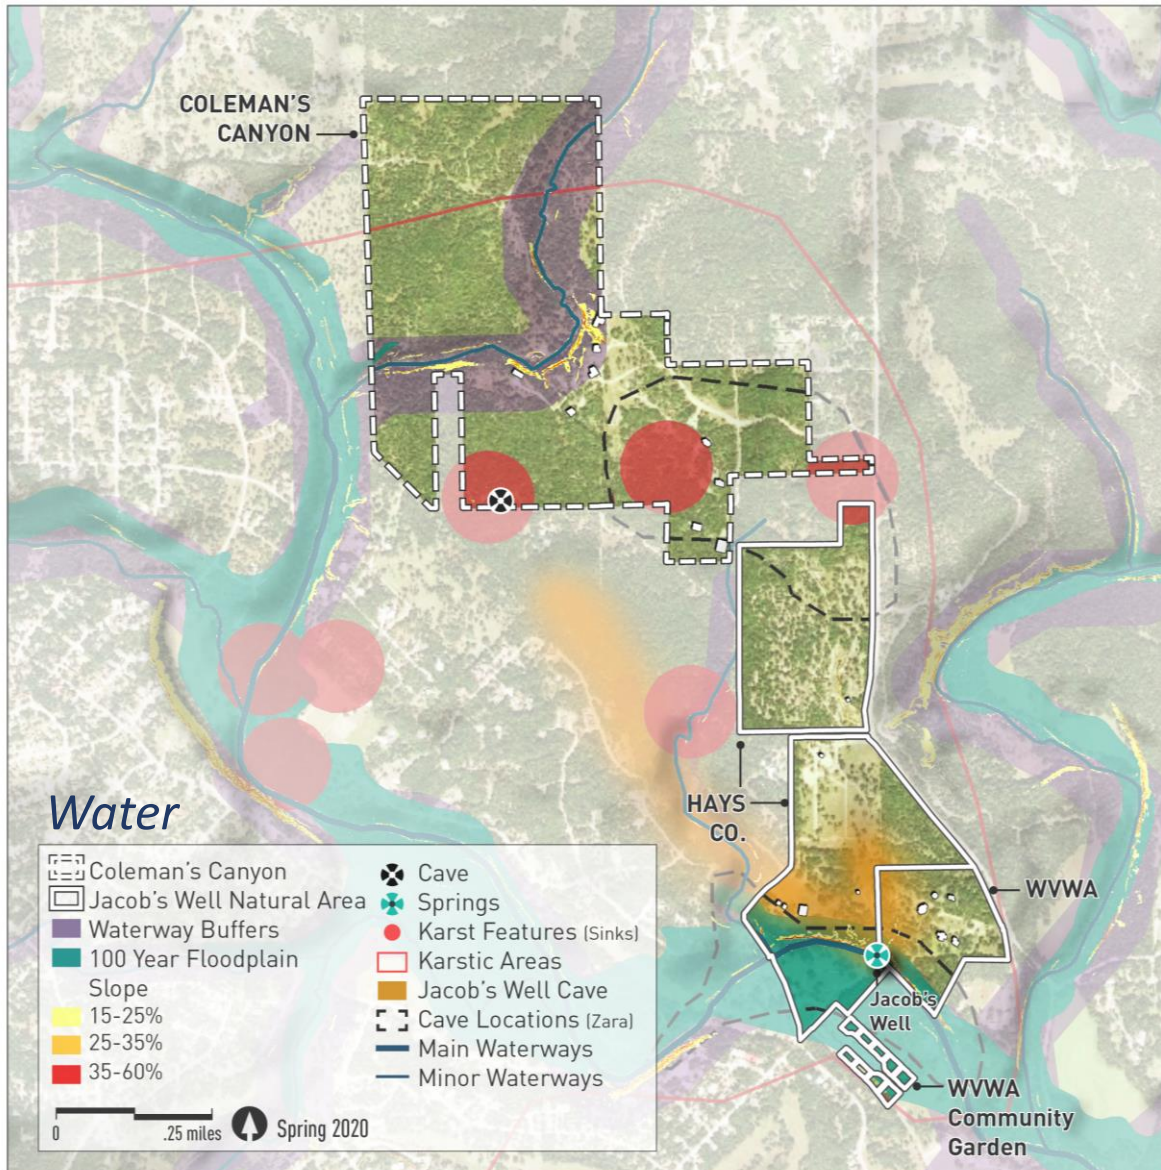 COLEMAN'S
CANYON
HAYS
CO.
WVWA
Jacob's
Well
WVWA
Community
Garden
Water
Coleman's Canyon
Jacob's Well Natural Area
Waterway Buffers
100 Year Floodplain
Slope
15-25%
25-35%
35-60%
Cave
Springs
Karst Features (Sinks)
Karstic Areas
Jacob's Well Cave
Cave Locations (Zara)
Main Waterways
Minor Waterways
0 .25 miles
Spring 2020